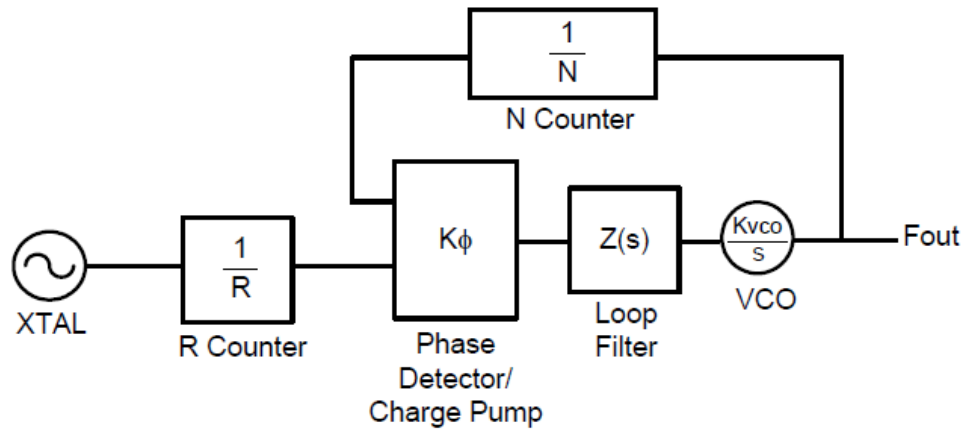 1
N
N Counter
XTAL
1
R
R Counter
Kϕ
Phase
Detector/
Charge Pump
Z(s)
Loop
Filter
Kvco
s
VCO
Fout